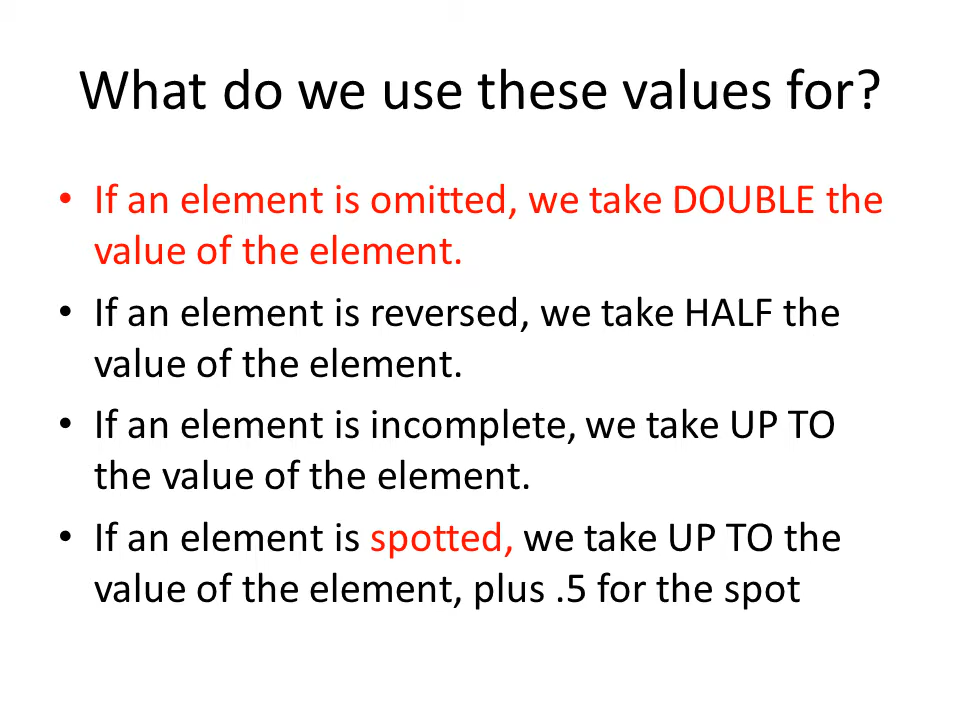 What do we use these values for?
• If an element is omitted, we take DOUBLE the
value of the element.
• If an element is reversed, we take HALF the
value of the element.
• If an element is incomplete, we take UP TO
the value of the element.
• If an element is spotted, we take UP TO the
value of the element, plus .5 for the spot